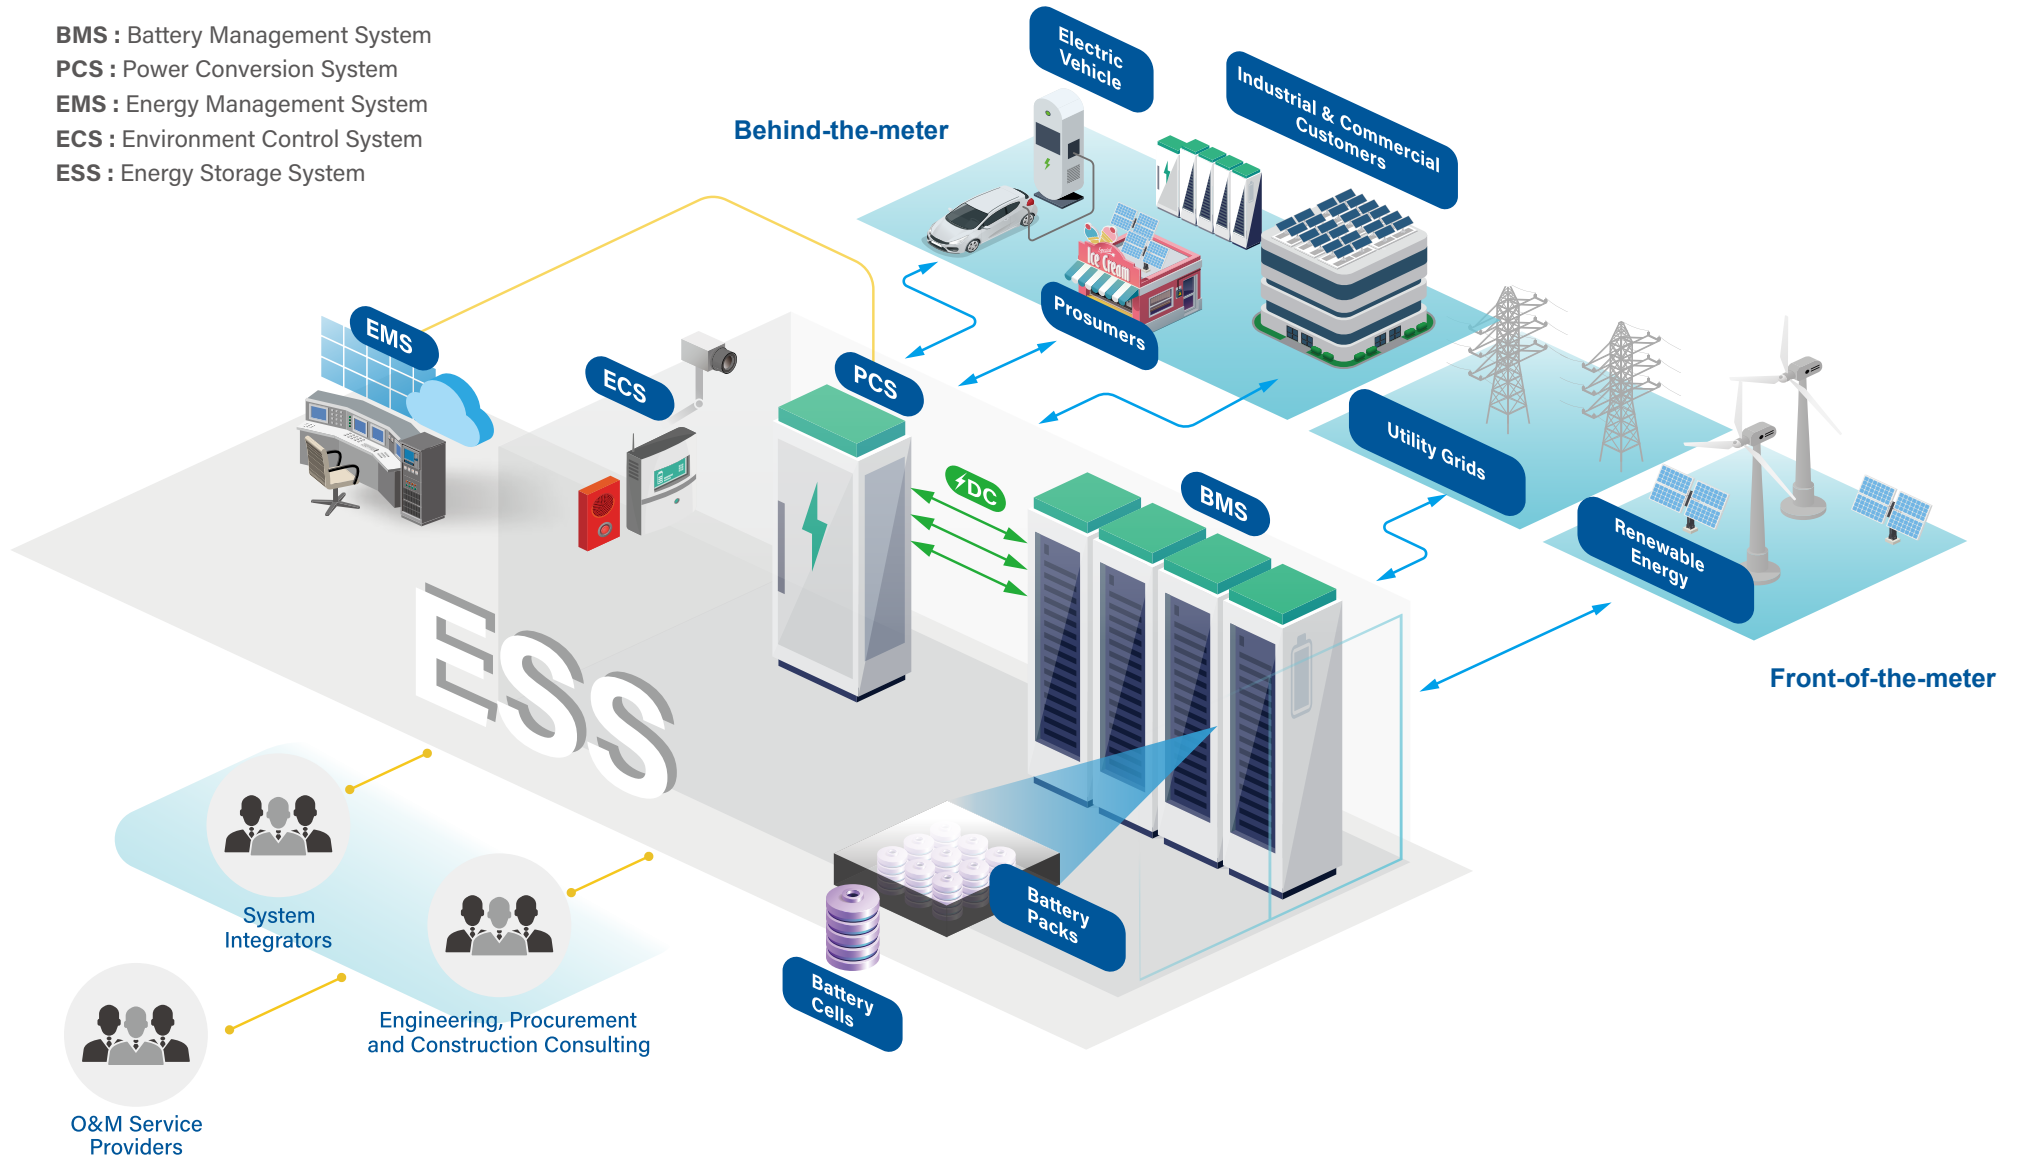 BMS : Battery Management System
PCS : Power Conversion System
EMS : Energy Management System
ECS : Environment Control System
ESS : Energy Storage System
Behind-the-meter
Electric
Vehicle
Industrial & Commercial
Customers
Ice Cream
Prosumers
EMS
ECS
PCS
DC
BMS
Utility Grids
Renewable
Energy
Front-of-the-meter
ESS
Battery
Packs
Battery
Cells
System
Integrators
Engineering, Procurement
and Construction Consulting
O&M Service
Providers